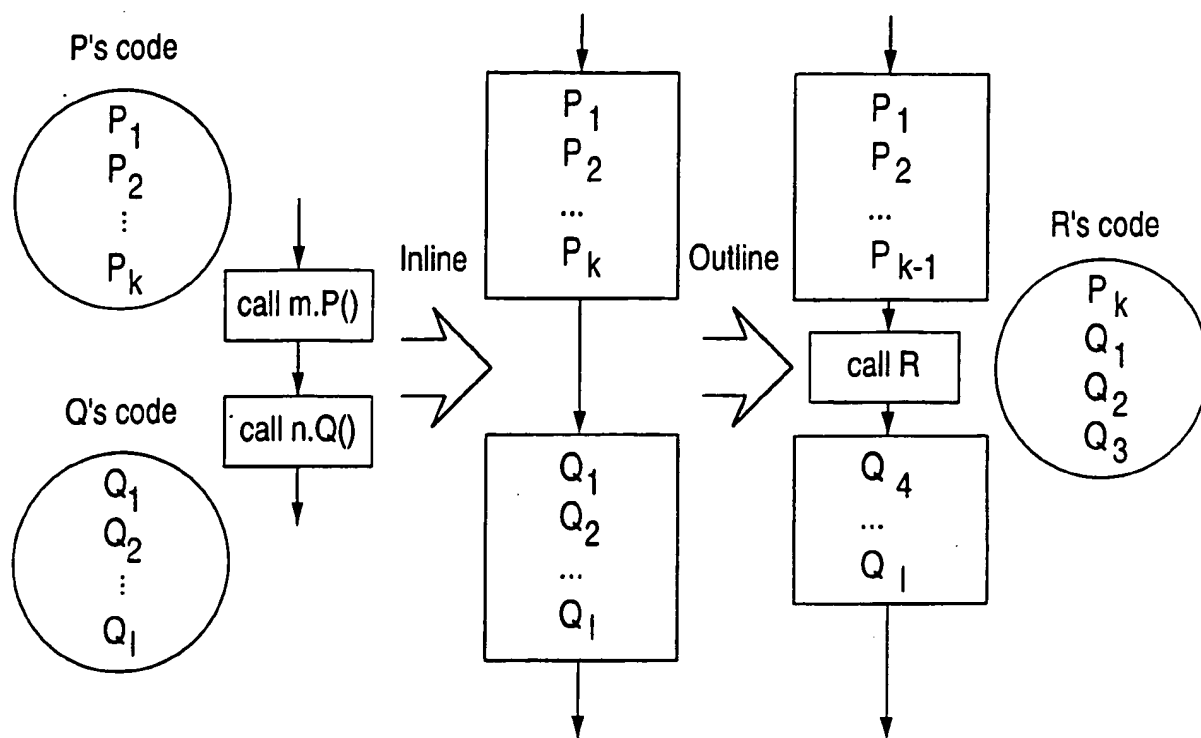 P's code
P₁
P₂
...
Pₖ
call m.P()
call n.Q()
Q's code
Q₁
Q₂
...
Qₗ
Inline
P₁
P₂
...
Pₖ
Q₁
Q₂
...
Qₗ
Outline
P₁
P₂
...
Pₖ₋₁
call R
Q₄
...
Qₗ
R's code
Pₖ
Q₁
Q₂
Q₃